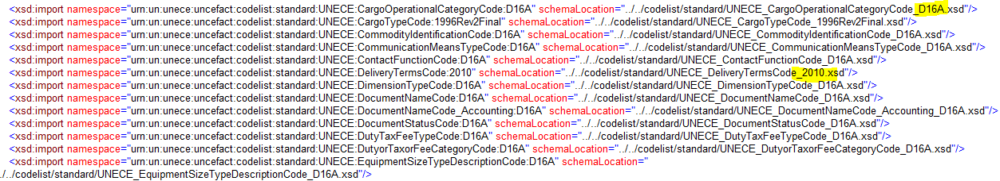 <xsd:import namespace="urn:un:unece:uncefact:codelist:standard:UNECE:CargoOperationalCategoryCode:D16A" schemaLocation="../../codelist/standard/UNECE_CargoOperationalCategoryCode_D16A.xsd"/>
<xsd:import namespace="urn:un:unece:uncefact:codelist:standard:UNECE:CargoTypeCode:1996Rev2Final" schemaLocation="../../codelist/standard/UNECE_CargoTypeCode_1996Rev2Final.xsd"/>
<xsd:import namespace="urn:un:unece:uncefact:codelist:standard:UNECE:CommodityIdentificationCode:D16A" schemaLocation="../../codelist/standard/UNECE_CommodityIdentificationCode_D16A.xsd"/>
<xsd:import namespace="urn:un:unece:uncefact:codelist:standard:UNECE:CommunicationMeansTypeCode:D16A" schemaLocation="../../codelist/standard/UNECE_CommunicationMeansTypeCode_D16A.xsd"/>
<xsd:import namespace="urn:un:unece:uncefact:codelist:standard:UNECE:ContactFunctionCode:D16A" schemaLocation="../../codelist/standard/UNECE_ContactFunctionCode_D16A.xsd"/>
<xsd:import namespace="urn:un:unece:uncefact:codelist:standard:UNECE:DeliveryTermsCode:2010" schemaLocation="../../codelist/standard/UNECE_DeliveryTermsCode_2010.xsd"/>
<xsd:import namespace="urn:un:unece:uncefact:codelist:standard:UNECE:DimensionTypeCode:D16A" schemaLocation="../../codelist/standard/UNECE_DimensionTypeCode_D16A.xsd"/>
<xsd:import namespace="urn:un:unece:uncefact:codelist:standard:UNECE:DocumentNameCode:D16A" schemaLocation="../../codelist/standard/UNECE_DocumentNameCode_D16A.xsd"/>
<xsd:import namespace="urn:un:unece:uncefact:codelist:standard:UNECE:DocumentNameCode_Accounting:D16A" schemaLocation="../../codelist/standard/UNECE_DocumentNameCode_Accounting_D16A.xsd"/>
<xsd:import namespace="urn:un:unece:uncefact:codelist:standard:UNECE:DocumentStatusCode:D16A" schemaLocation="../../codelist/standard/UNECE_DocumentStatusCode_D16A.xsd"/>
<xsd:import namespace="urn:un:unece:uncefact:codelist:standard:UNECE:DutyTaxFeeTypeCode:D16A" schemaLocation="../../codelist/standard/UNECE_DutyTaxFeeTypeCode_D16A.xsd"/>
<xsd:import namespace="urn:un:unece:uncefact:codelist:standard:UNECE:DutyorTaxorFeeCategoryCode:D16A" schemaLocation="../../codelist/standard/UNECE_DutyorTaxorFeeCategoryCode_D16A.xsd"/>
<xsd:import namespace="urn:un:unece:uncefact:codelist:standard:UNECE:EquipmentSizeTypeDescriptionCode:D16A" schemaLocation="
./../codelist/standard/UNECE_EquipmentSizeTypeDescriptionCode_D16A.xsd"/>